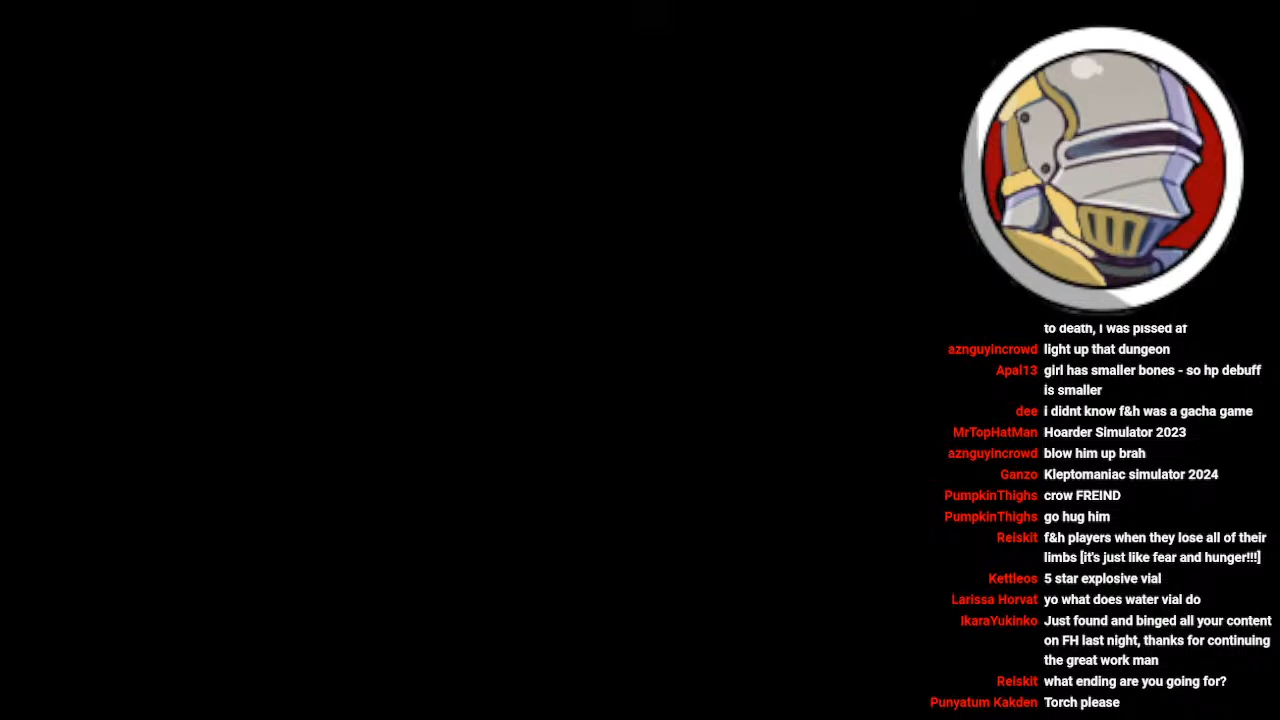 to death, I was pissed af
aznguyincrowd light up that dungeon
Apal13 girl has smaller bones - so hp debuff
is smaller
dee i didnt know f&h was a gacha game
MrTopHatMan Hoarder Simulator 2023
aznguyincrowd blow him up brah
Ganzo Kleptomaniac simulator 2024
PumpkinThighs crow FREIND
PumpkinThighs go hug him
Reiskit f&h players when they lose all of their
limbs [it's just like fear and hunger!!!]
Kettleos 5 star explosive vial
Larissa Horvat yo what does water vial do
IkaraYukinko Just found and binged all your content
on FH last night, thanks for continuing
the great work man
Reiskit what ending are you going for?
Punyatum Kakden Torch please